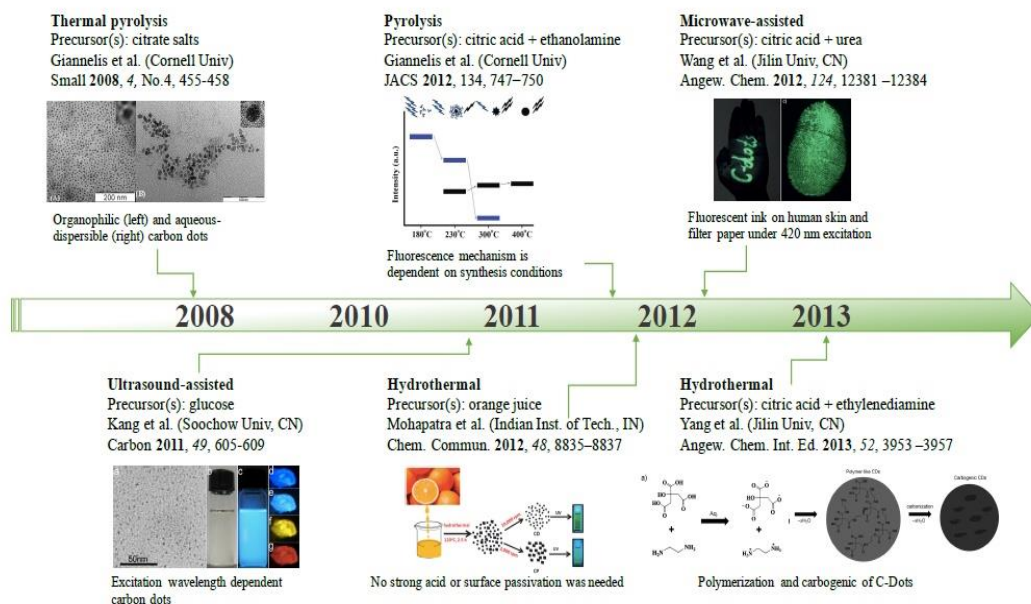 Thermal pyrolysis
Precursor(s): citrate salts
Giannelis et al. (Cornell Univ)
Small 2008, 4, No.4, 455-458
200 nm
Organophilic (left) and aqueous-
dispersible (right) carbon dots
Pyrolysis
Precursor(s): citric acid + ethanolamine
Giannelis et al. (Cornell Univ)
JACS 2012, 134, 747–750
Intensity (a.u.)
180°C 230°C 300°C 400°C
Fluorescence mechanism is
dependent on synthesis conditions
Microwave-assisted
Precursor(s): citric acid + urea
Wang et al. (Jilin Univ, CN)
Angew. Chem. 2012, 124, 12381 –12384
C-dots
Fluorescent ink on human skin and
filter paper under 420 nm excitation
2008 2010 2011 2012 2013
Ultrasound-assisted
Precursor(s): glucose
Kang et al. (Soochow Univ, CN)
Carbon 2011, 49, 605-609
c d
e
f
g
50nm
Excitation wavelength dependent
carbon dots
Hydrothermal
Precursor(s): orange juice
Mohapatra et al. (Indian Inst. of Tech., IN)
Chem. Commun. 2012, 48, 8835–8837
hydrothermal
CD
CP
No strong acid or surface passivation was needed
Hydrothermal
Precursor(s): citric acid + ethylenediamine
Yang et al. (Jilin Univ, CN)
Angew. Chem. Int. Ed. 2013, 52, 3953 –3957
a)
Polymer-like CDs
Carbogenic CDs
carbonization
Polymerization and carbogenic of C-Dots